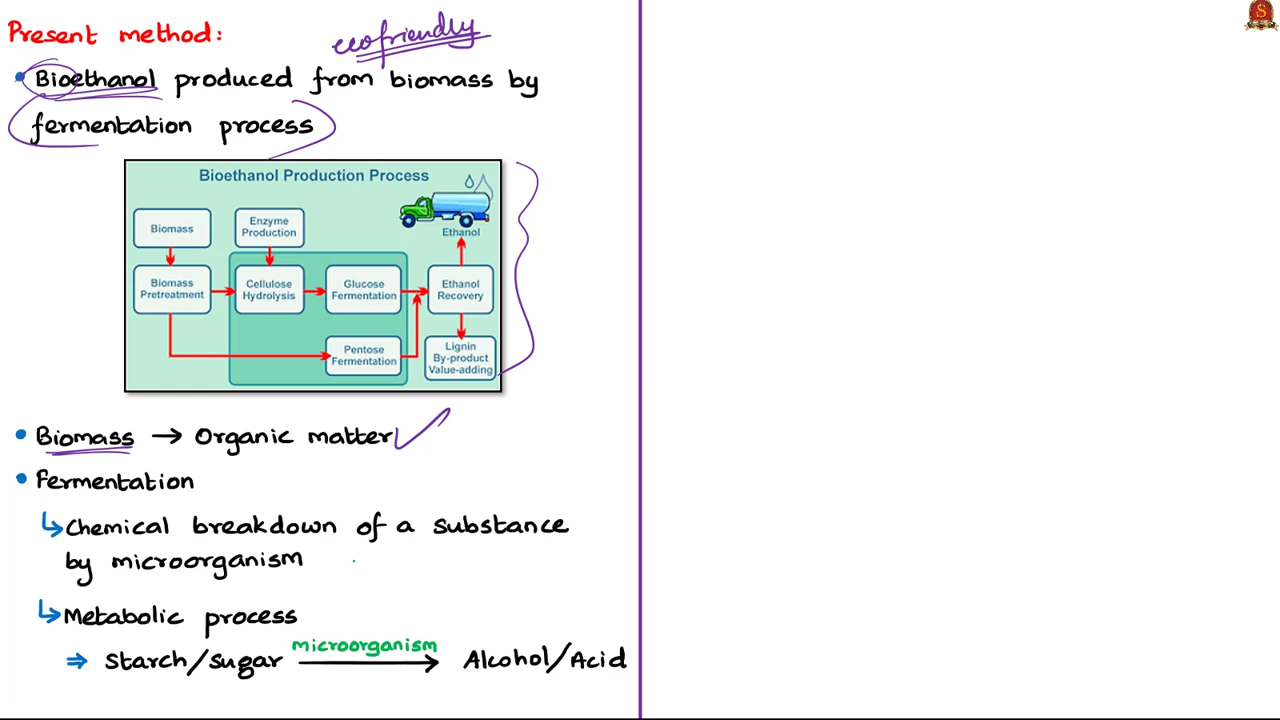 Present method:
ecofriendly
• Bioethanol produced from biomass by
fermentation process
Bioethanol Production Process
Biomass
Enzyme
Production
Ethanol
Biomass
Pretreatment
Cellulose
Hydrolysis
Glucose
Fermentation
Ethanol
Recovery
Pentose
Fermentation
Lignin
By-product
Value-adding
• Biomass → Organic matter
• Fermentation
↳ Chemical breakdown of a substance
by microorganism
↳ Metabolic process
⇒ Starch/sugar microorganism → Alcohol/Acid
S